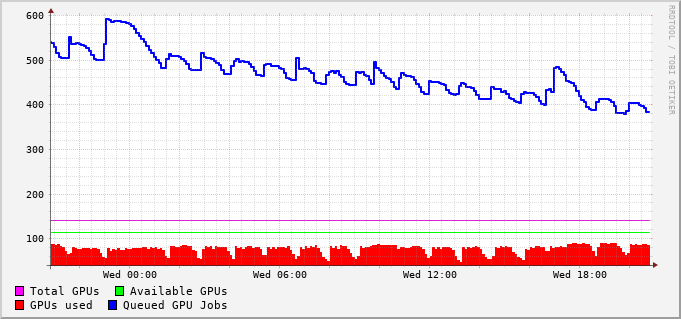 600
500
400
300
200
100
Wed 00:00 Wed 06:00 Wed 12:00 Wed 18:00
Total GPUs Available GPUs
GPUs used Queued GPU Jobs
RRDTOOL / TOBI OETIKER